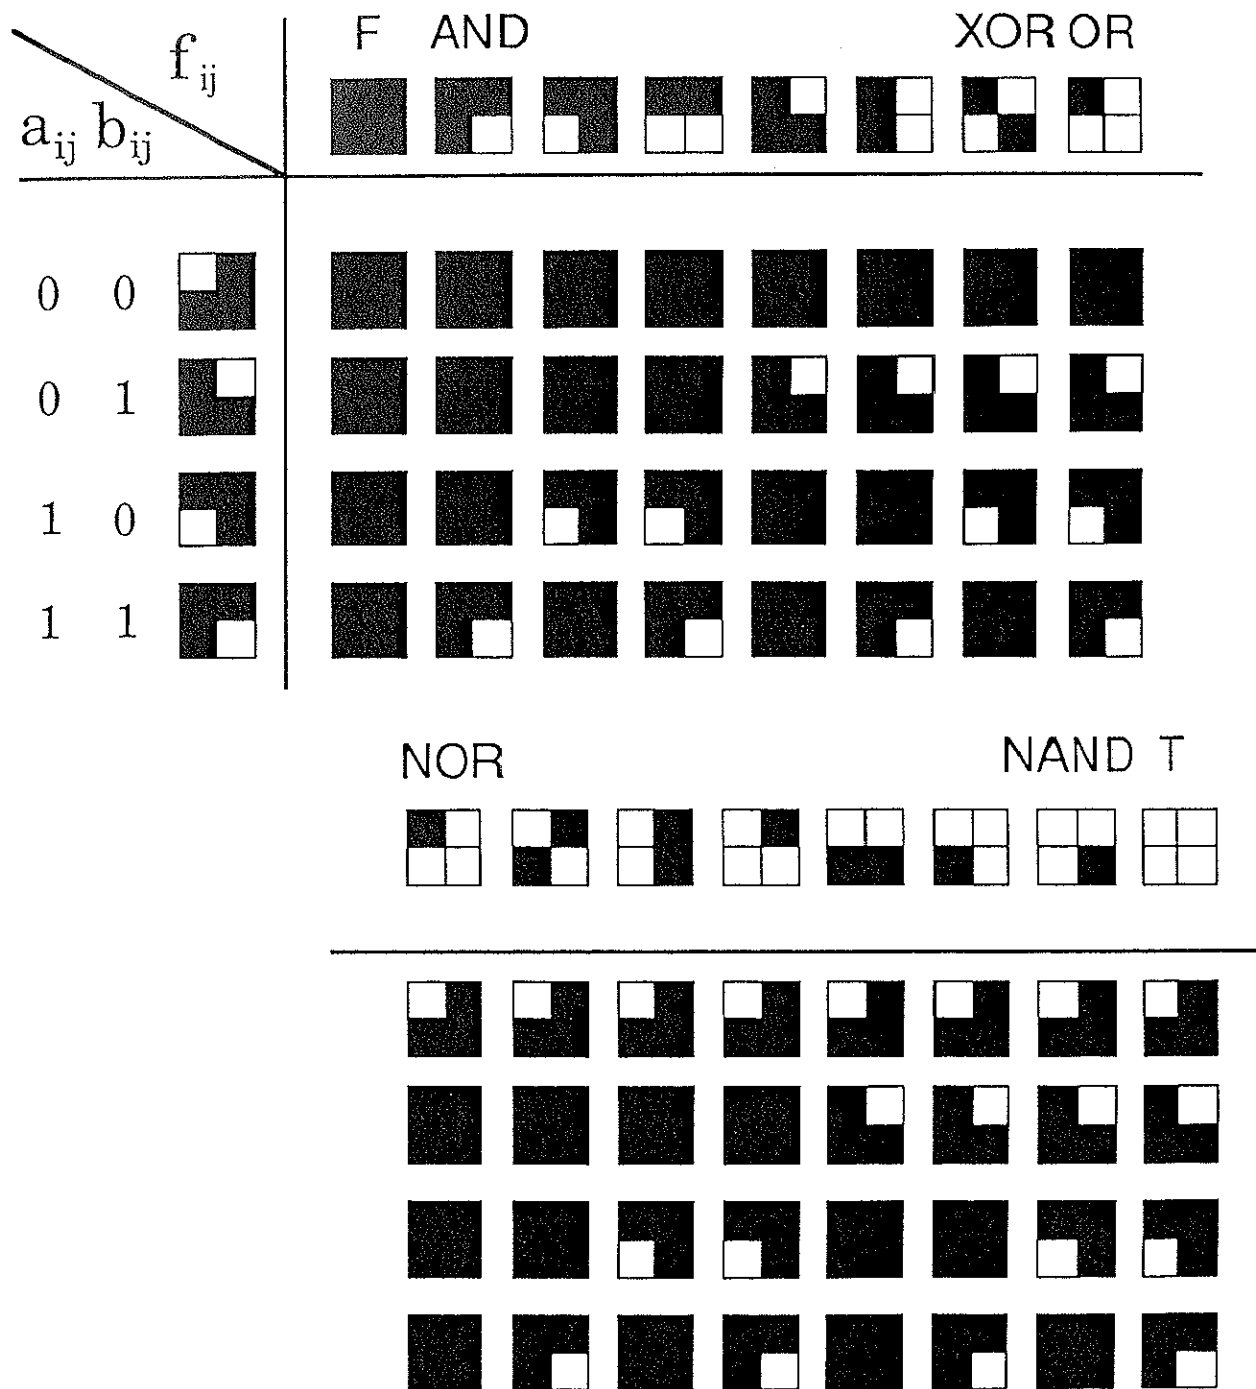 f_ij F AND XOR OR
a_ij b_ij
0 0
0 1
1 0
1 1
NOR NAND T